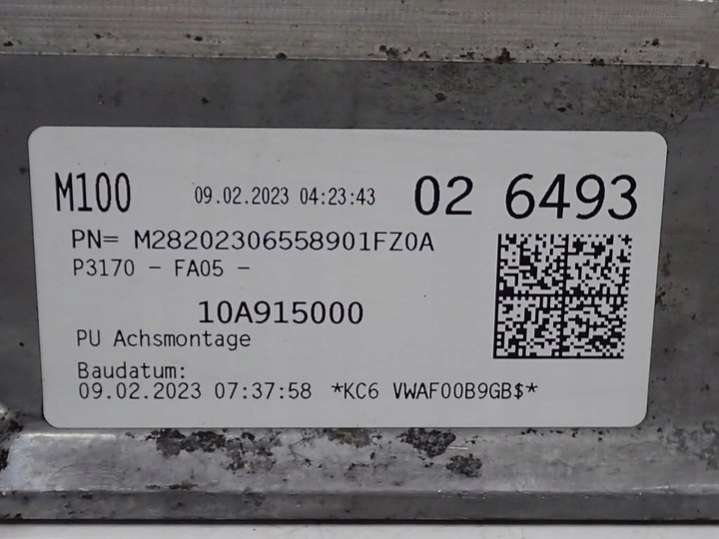 M100 09.02.2023 04:23:43 02 6493
PN= M28202306558901FZ0A
P3170 - FA05 -
10A915000
PU Achsmontage
Baudatum:
09.02.2023 07:37:58 *KC6 VWAF00B9GB$*